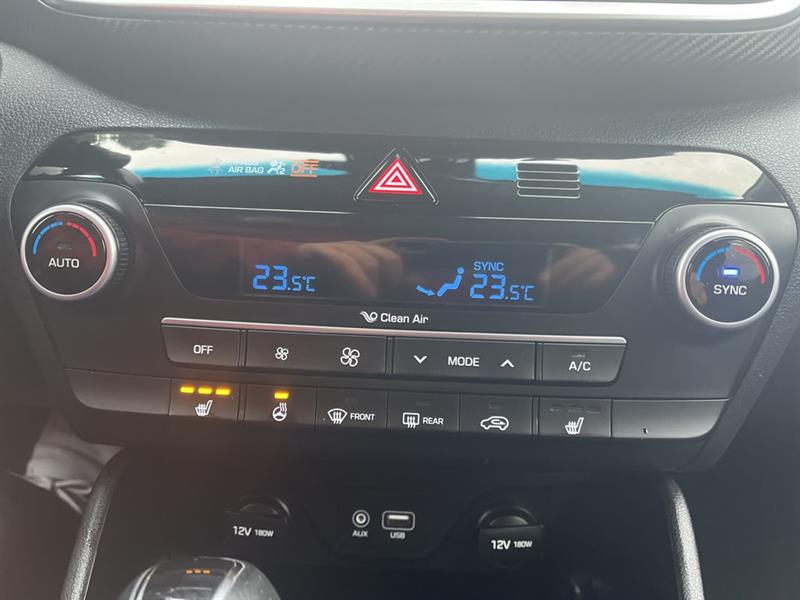 AIR BAG 2 OFF
AUTO
23.5°C
SYNC
23.5°C
SYNC
Clean Air
OFF
MODE
A/C
FRONT
REAR
12V 180W
AUX
USB
12V 180W